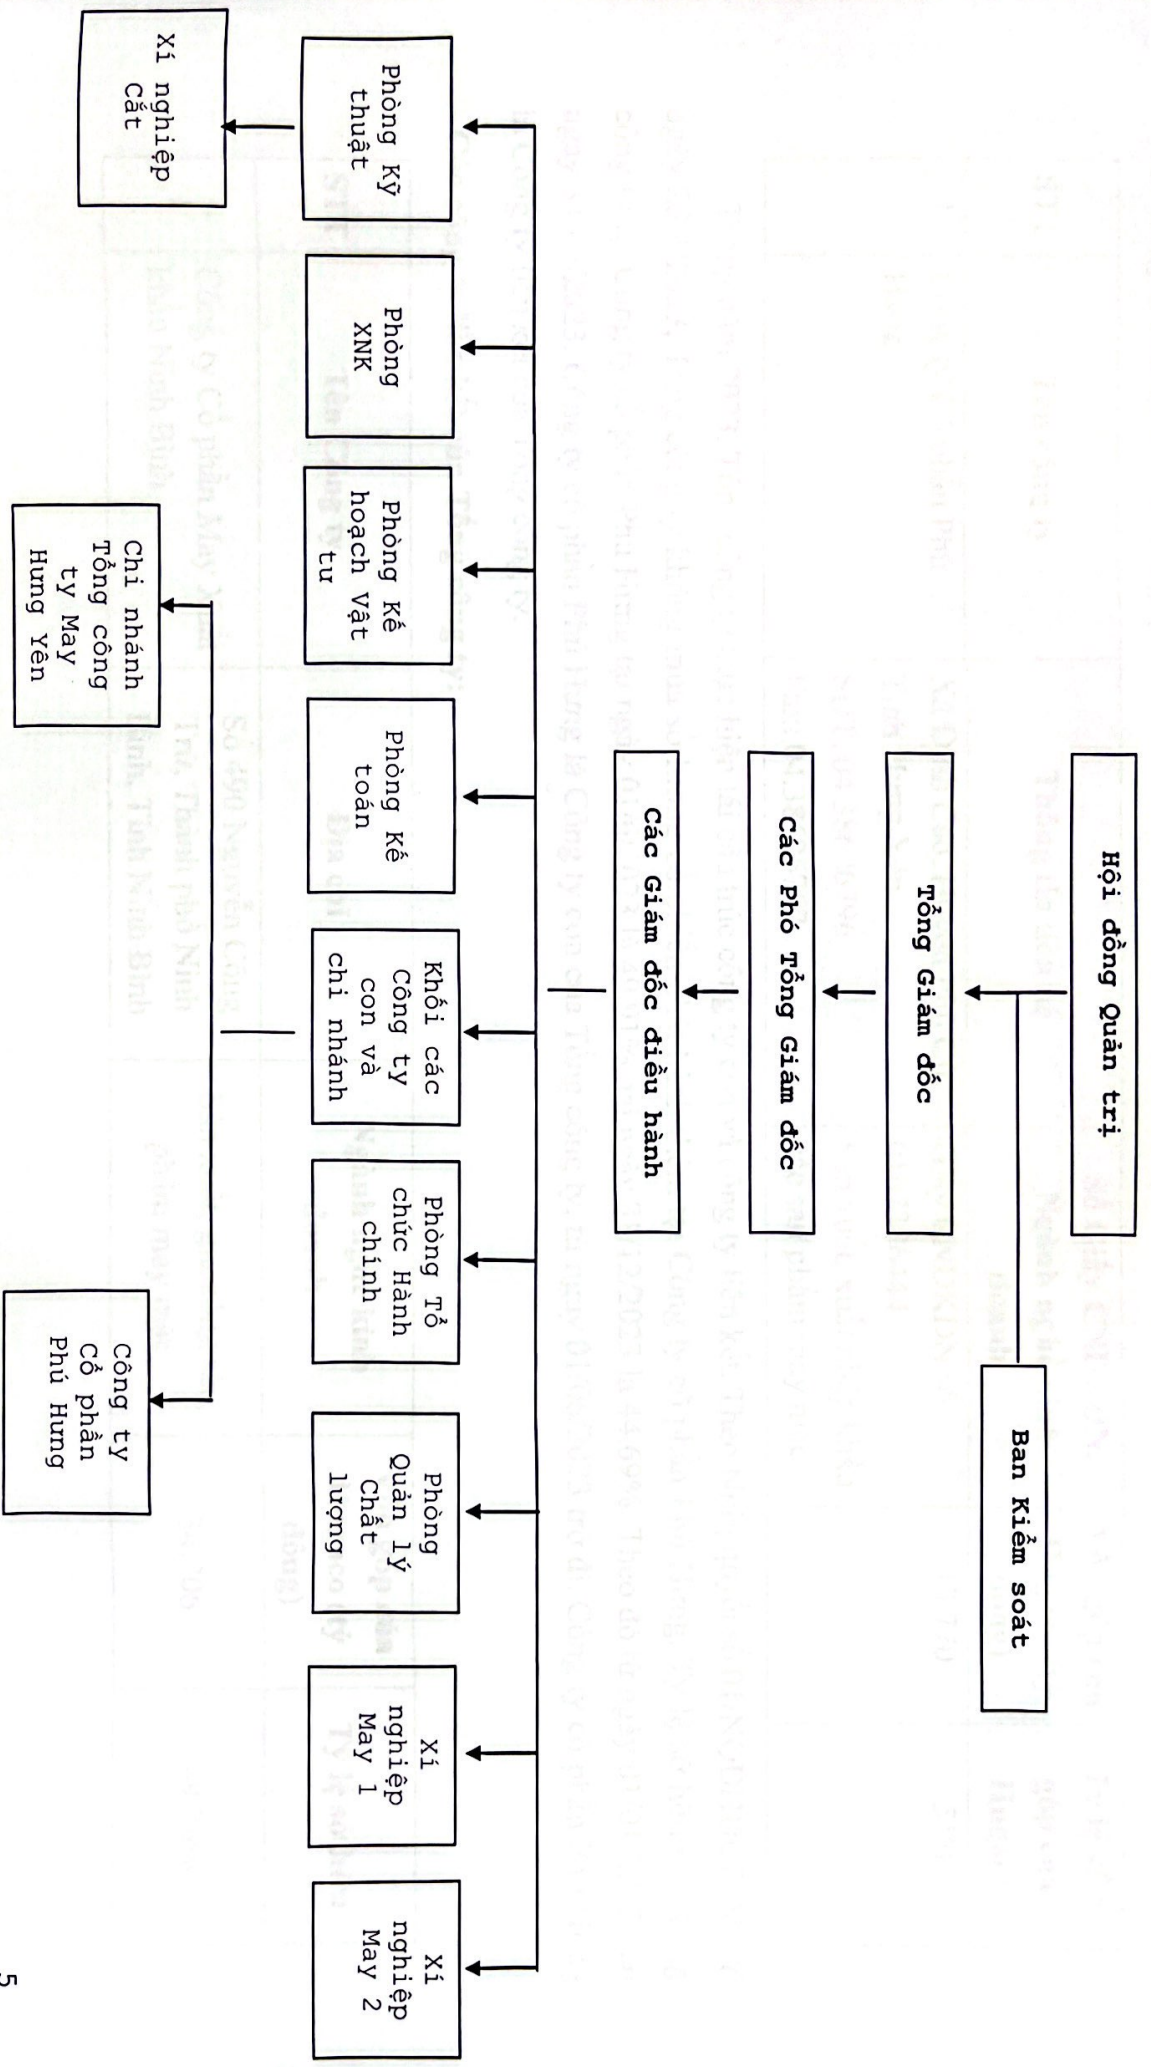 Hội đồng Quản trị
Ban Kiểm soát
Tổng Giám đốc
Các Phó Tổng Giám đốc
Các Giám đốc điều hành
Phòng Kỹ
thuật
Phòng
XNK
Phòng Kế
hoạch Vật
tư
Phòng Kế
toán
Khối các
Công ty
con và
chi nhánh
Phòng Tổ
chức Hành
chính
Phòng
Quản lý
Chất
lượng
Xí
nghiệp
May 1
Xí
nghiệp
May 2
Xí nghiệp
Cắt
Chi nhánh
Tổng công
ty May
Hưng Yên
Công ty
Cổ phần
Phú Hưng
5